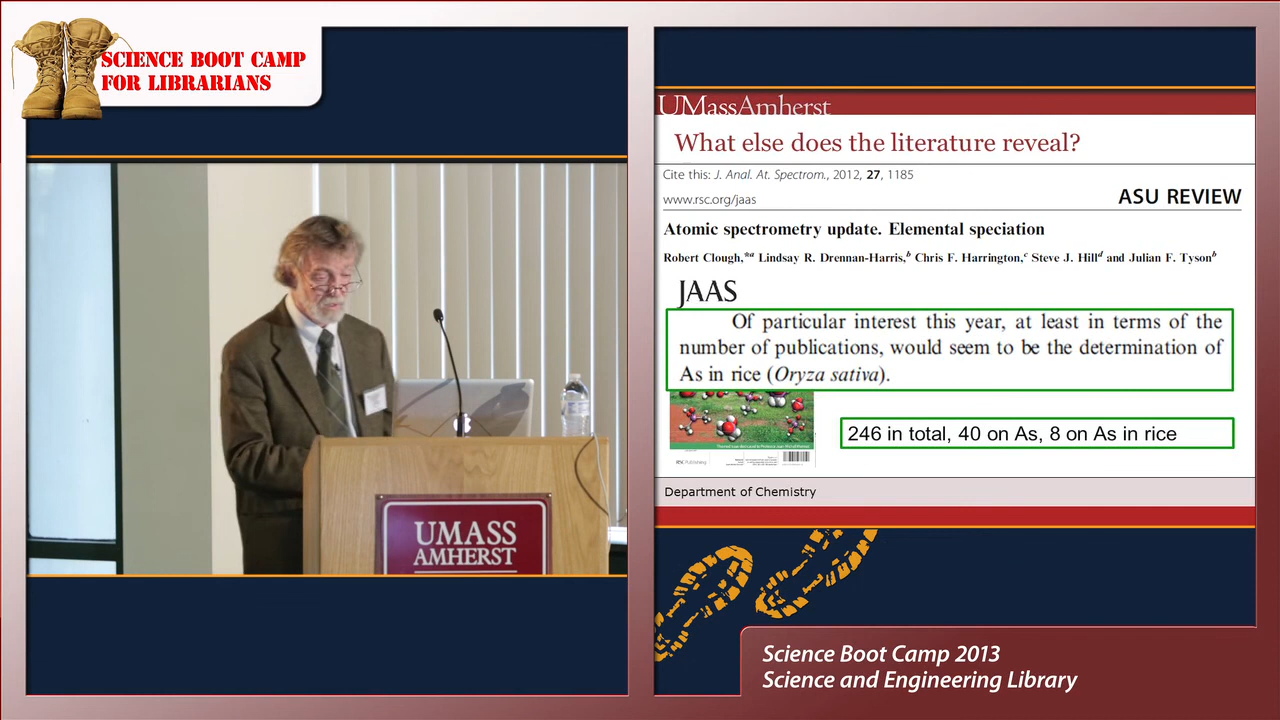 SCIENCE BOOT CAMP
FOR LIBRARIANS
UMASS
AMHERST
UMassAmherst
What else does the literature reveal?
Cite this: J. Anal. At. Spectrom., 2012, 27, 1185
www.rsc.org/jaas
ASU REVIEW
Atomic spectrometry update. Elemental speciation
Robert Clough,*a Lindsay R. Drennan-Harris,b Chris F. Harrington,c Steve J. Hilld and Julian F. Tysonb
JAAS
Of particular interest this year, at least in terms of the
number of publications, would seem to be the determination of
As in rice (Oryza sativa).
246 in total, 40 on As, 8 on As in rice
RSC Publishing
Department of Chemistry
Science Boot Camp 2013
Science and Engineering Library